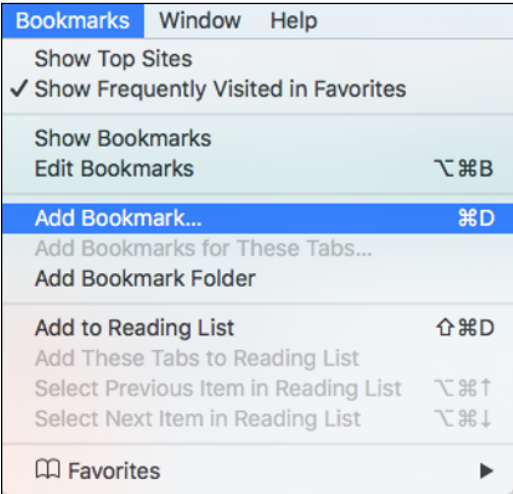 Bookmarks Window Help
Show Top Sites
✓ Show Frequently Visited in Favorites
Show Bookmarks
Edit Bookmarks ⌥⌘B
Add Bookmark... ⌘D
Add Bookmarks for These Tabs...
Add Bookmark Folder
Add to Reading List ⇧⌘D
Add These Tabs to Reading List
Select Previous Item in Reading List ⌥⌘↑
Select Next Item in Reading List ⌥⌘↓
Favorites ▶